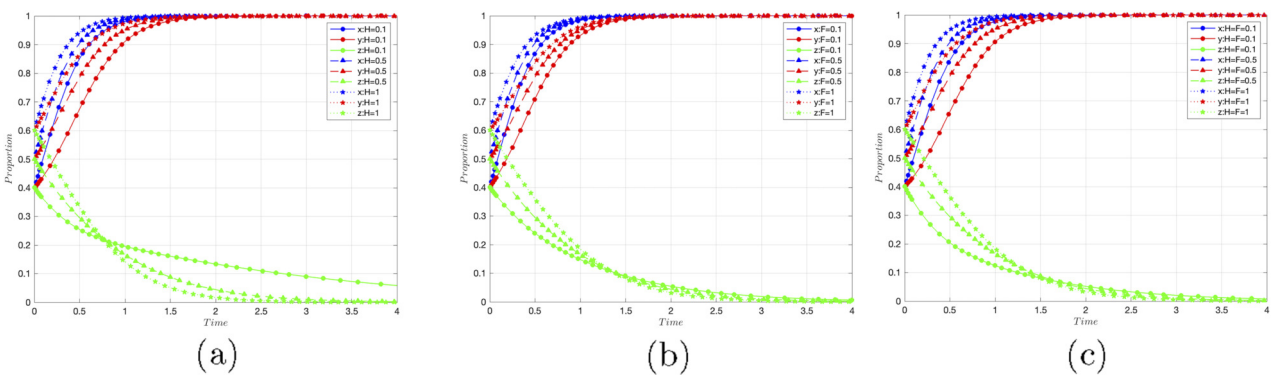 1
0.9
0.8
0.7
0.6
0.5
0.4
0.3
0.2
0.1
0
Proportion
0 0.5 1 1.5 2 2.5 3 3.5 4
Time
x:H=0.1
y:H=0.1
z:H=0.1
x:H=0.5
y:H=0.5
z:H=0.5
x:H=1
y:H=1
z:H=1
(a)
1
0.9
0.8
0.7
0.6
0.5
0.4
0.3
0.2
0.1
0
Proportion
0 0.5 1 1.5 2 2.5 3 3.5 4
Time
x:F=0.1
y:F=0.1
z:F=0.1
x:F=0.5
y:F=0.5
z:F=0.5
x:F=1
y:F=1
z:F=1
(b)
1
0.9
0.8
0.7
0.6
0.5
0.4
0.3
0.2
0.1
0
Proportion
0 0.5 1 1.5 2 2.5 3 3.5 4
Time
x:H=F=0.1
y:H=F=0.1
z:H=F=0.1
x:H=F=0.5
y:H=F=0.5
z:H=F=0.5
x:H=F=1
y:H=F=1
z:H=F=1
(c)